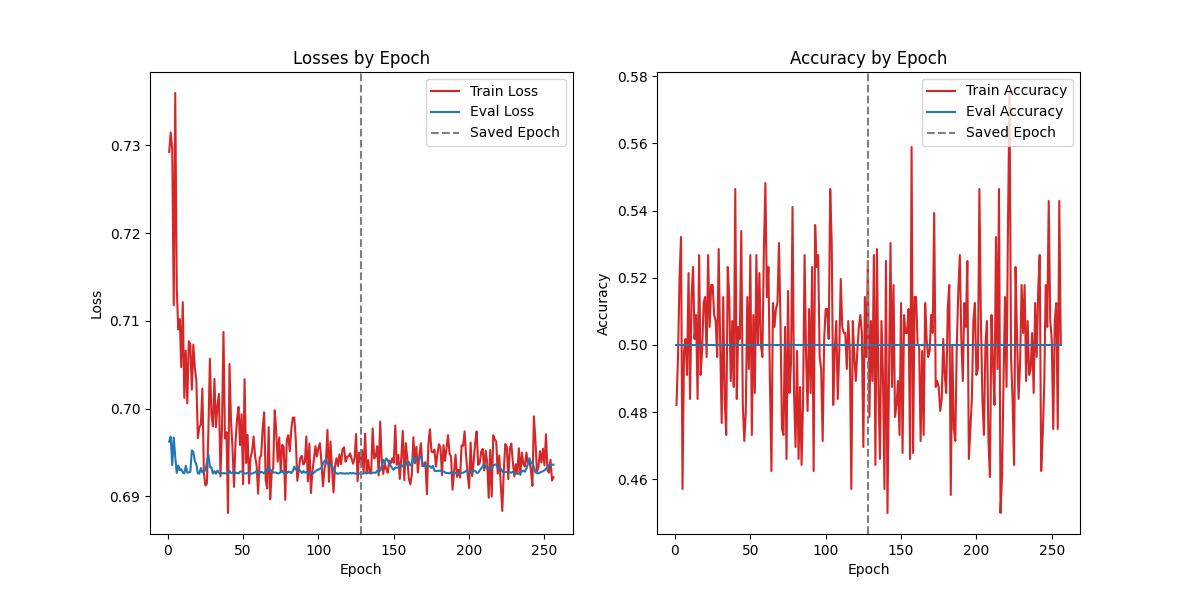 Losses by Epoch
Train Loss
Eval Loss
Saved Epoch
0.73
0.72
0.71
0.70
0.69
Loss
0
50
100
150
200
250
Epoch
Accuracy by Epoch
Train Accuracy
Eval Accuracy
Saved Epoch
0.58
0.56
0.54
0.52
0.50
0.48
0.46
Accuracy
0
50
100
150
200
250
Epoch